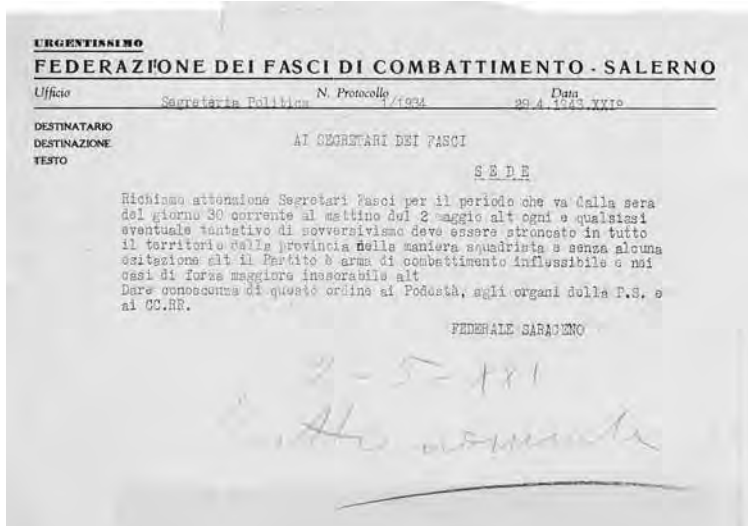 URGENTISSIMO
FEDERAZIONE DEI FASCI DI COMBATTIMENTO - SALERNO
Ufficio N. Protocollo Data
Segreteria Politica 1/1934 29.4.1943.XXI°
DESTINATARIO
DESTINAZIONE
TESTO
AI SEGRETARI DEI FASCI
SEDE
Richiamo attenzione Segretari Fasci per il periodo che va dalla sera
del giorno 30 corrente al mattino del 2 maggio alt ogni e qualsiasi
eventuale tentativo di sovversivismo deve essere stroncato in tutto
il territorio della provincia nella maniera squadrista e senza alcuna
esitazione alt il Partito è arma di combattimento inflessibile e nei
casi di forza maggiore inesorabile alt
Dare conoscenza di questo ordine ai Podestà, agli organi della P.S. e
ai CC.RR.
FEDERALE SARACENO
2-5-XXI